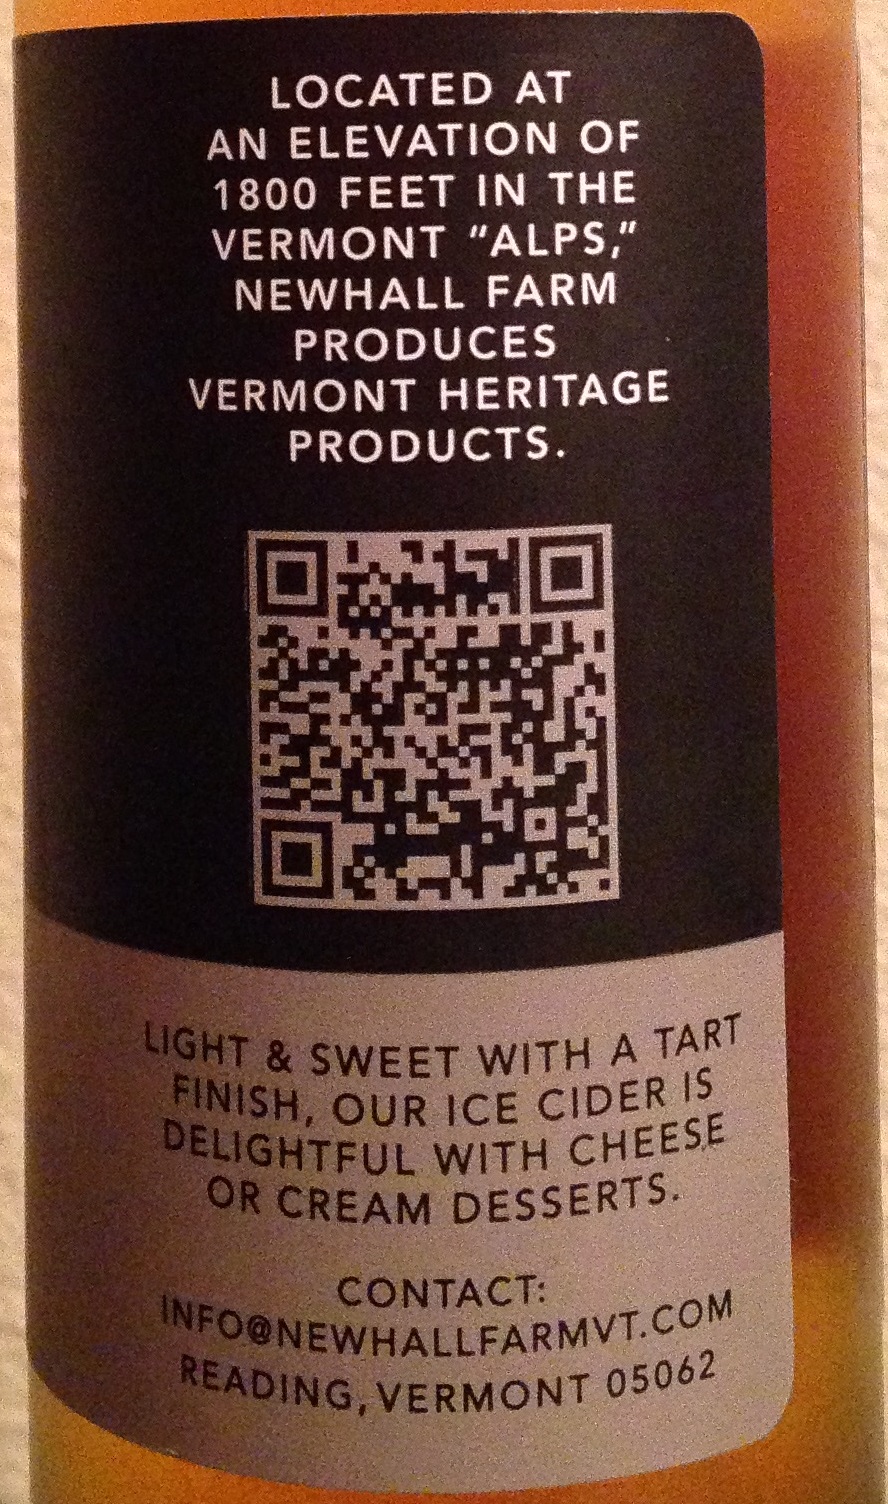 LOCATED AT
AN ELEVATION OF
1800 FEET IN THE
VERMONT "ALPS,"
NEWHALL FARM
PRODUCES
VERMONT HERITAGE
PRODUCTS.
LIGHT & SWEET WITH A TART
FINISH, OUR ICE CIDER IS
DELIGHTFUL WITH CHEESE
OR CREAM DESSERTS.
CONTACT:
INFO@NEWHALLFARMVT.COM
READING, VERMONT 05062